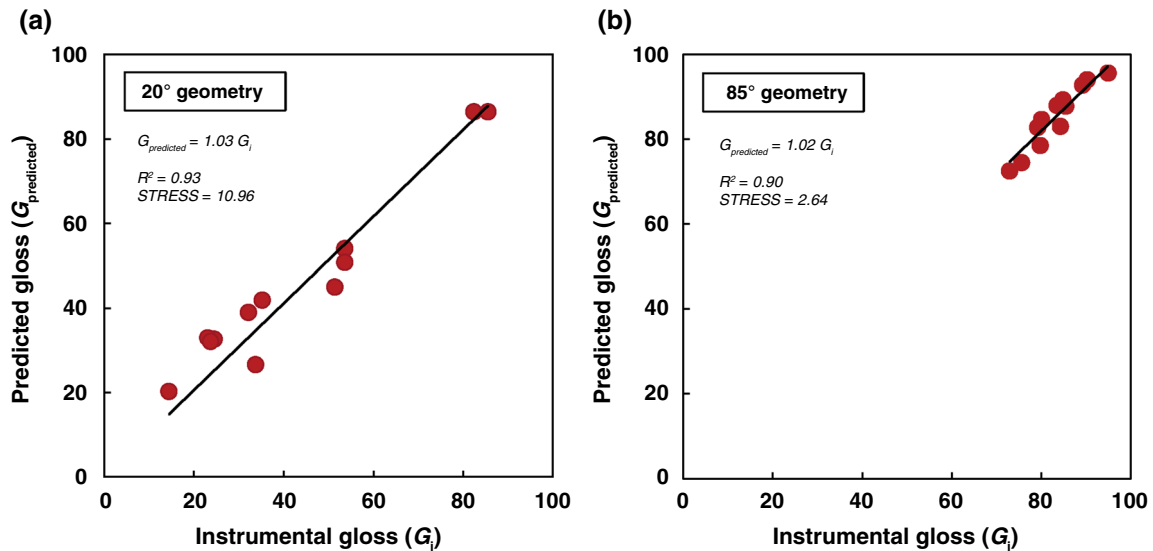 (a)
20° geometry
G_predicted = 1.03 G_i
R² = 0.93
STRESS = 10.96
Predicted gloss (G_predicted)
100
80
60
40
20
0
0 20 40 60 80 100
Instrumental gloss (G_i)
(b)
85° geometry
G_predicted = 1.02 G_i
R² = 0.90
STRESS = 2.64
Predicted gloss (G_predicted)
100
80
60
40
20
0
0 20 40 60 80 100
Instrumental gloss (G_i)